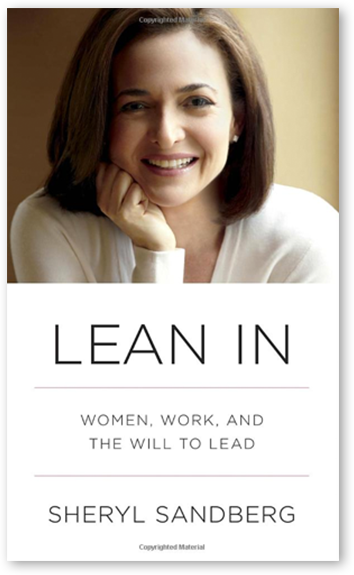 Copyrighted Material
LEAN IN
WOMEN, WORK, AND
THE WILL TO LEAD
SHERYL SANDBERG
Copyrighted Material